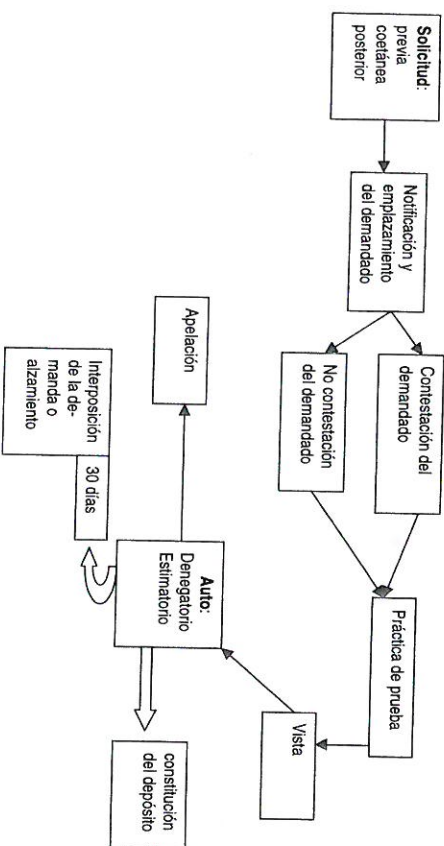 Solicitud:
previa
coetánea
posterior
Notificación y
emplazamiento
del demandado
Contestación del
demandado
No contestación
del demandado
Práctica de prueba
Vista
Auto:
Denegatorio
Estimatorio
Apelación
30 días
Interposición
de la de-
manda o
alzamiento
constitución
del depósito